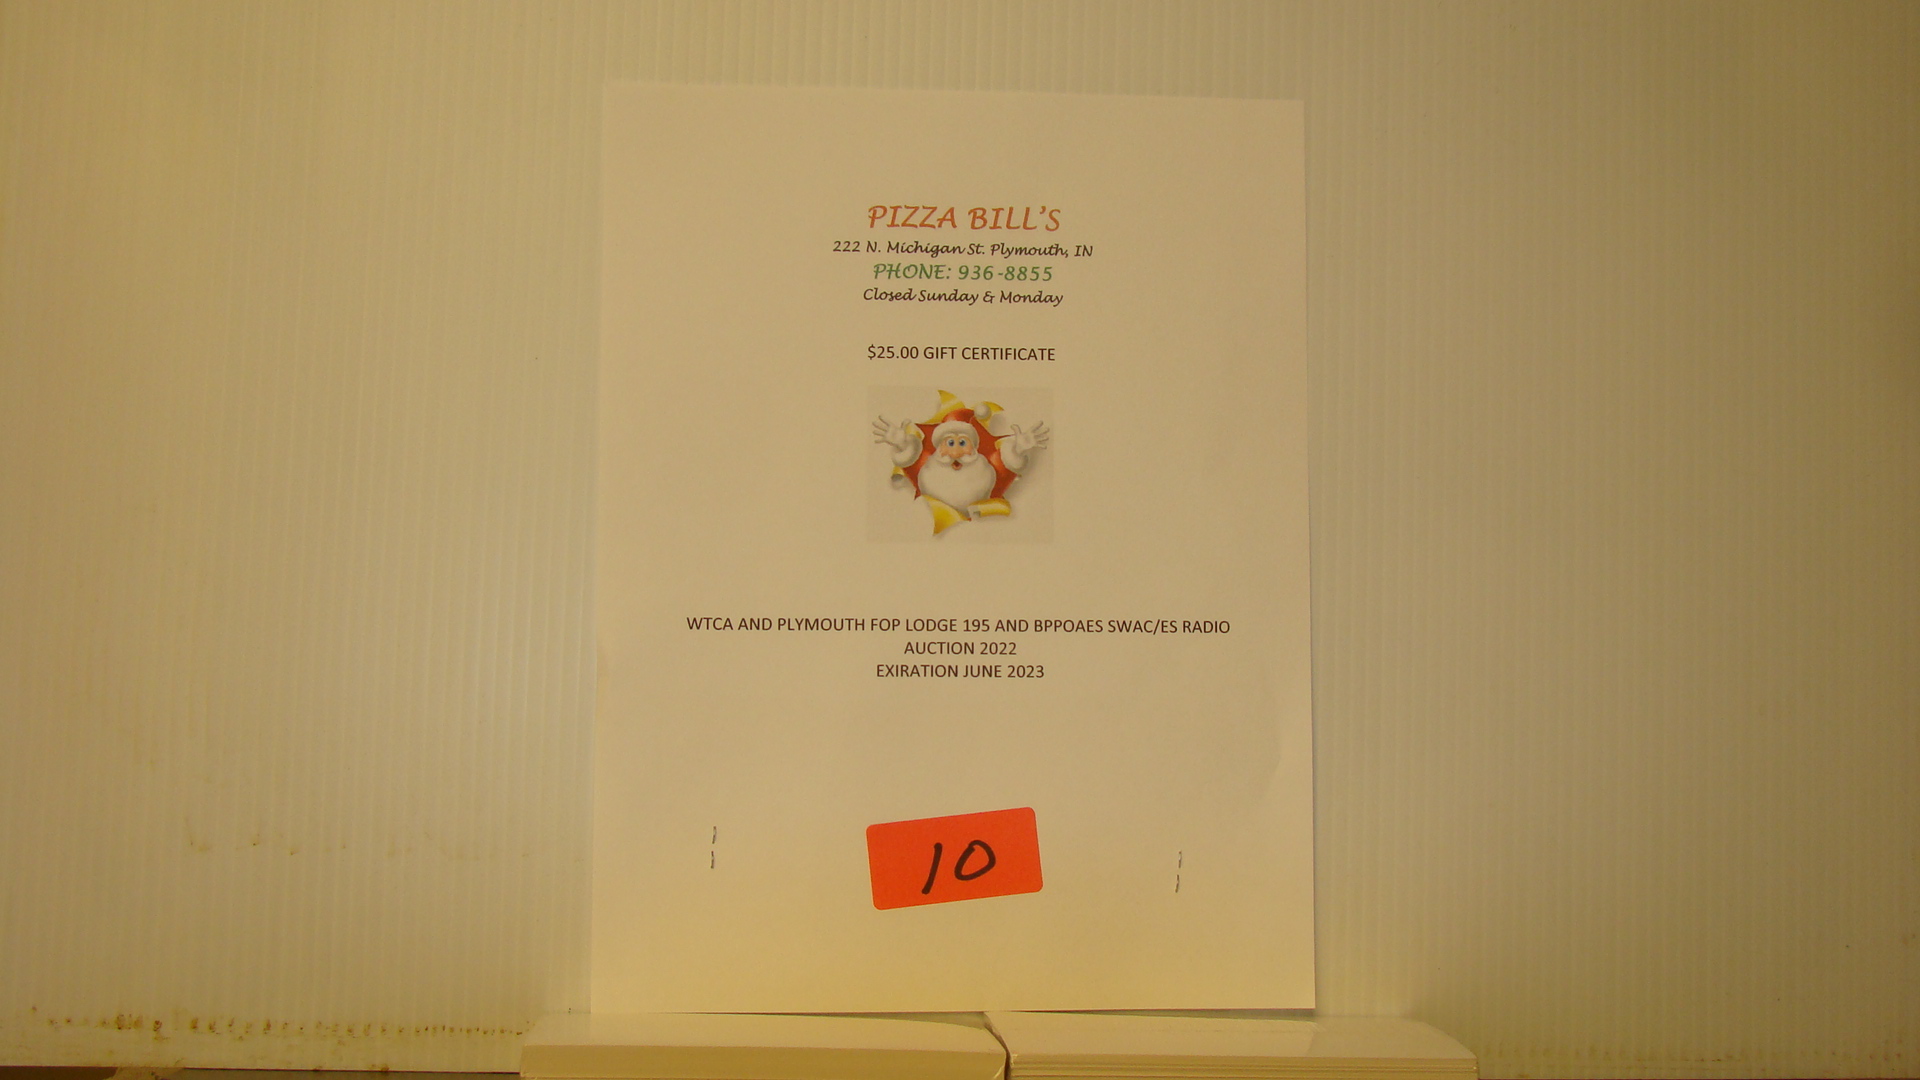 PIZZA BILL'S
222 N. Michigan St. Plymouth, IN
PHONE: 936-8855
Closed Sunday & Monday
$25.00 GIFT CERTIFICATE
WTCA AND PLYMOUTH FOP LODGE 195 AND BPPOAES SWAC/ES RADIO
AUCTION 2022
EXIRATION JUNE 2023
10